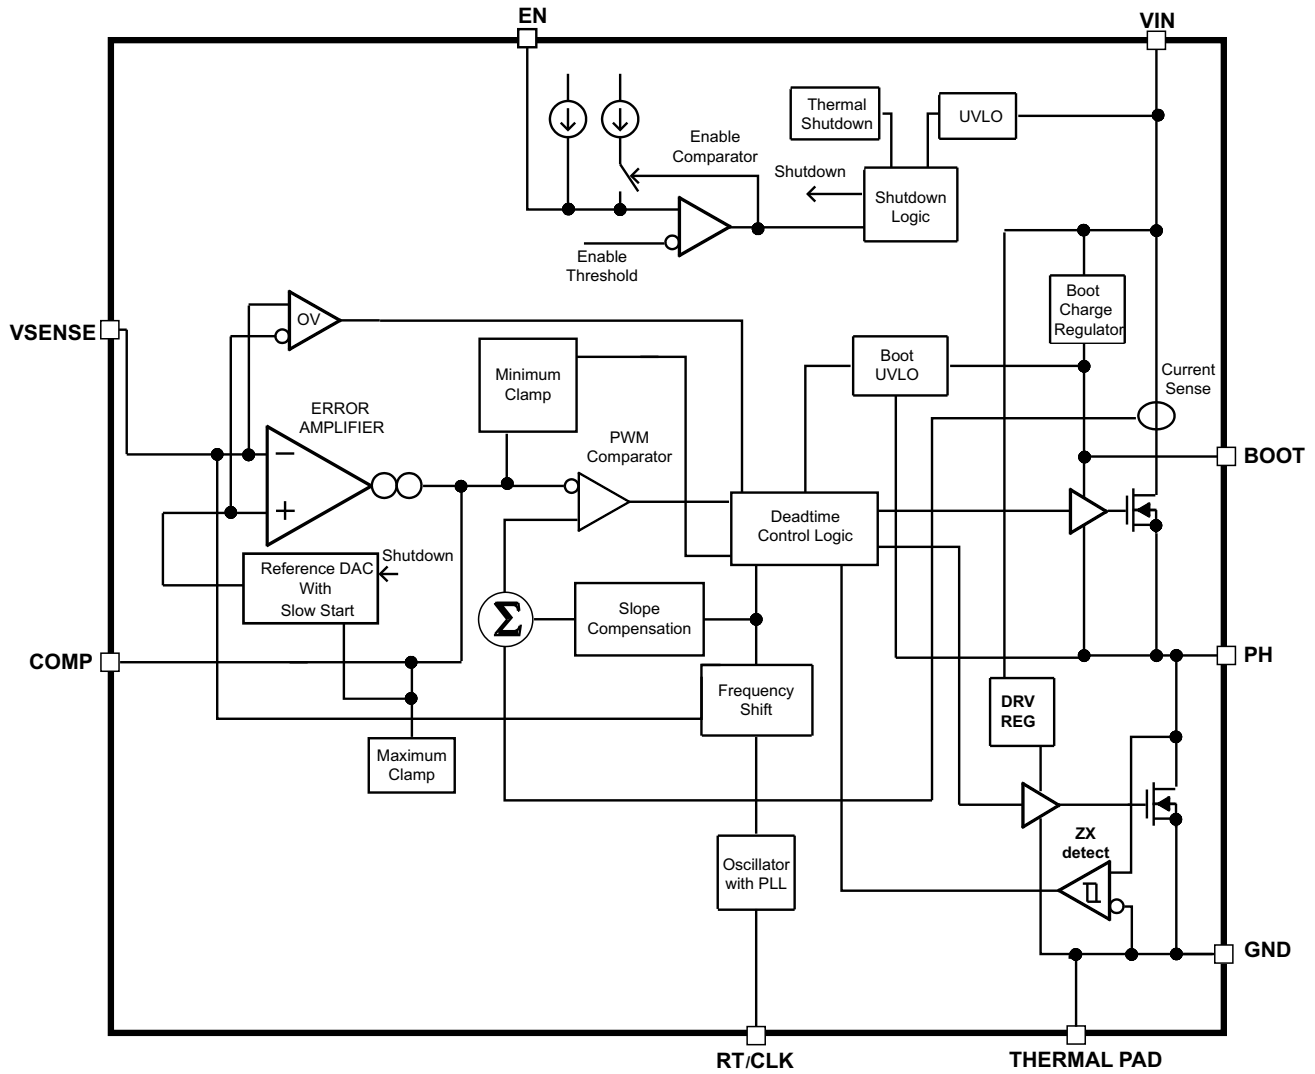 EN
VIN
Thermal
Shutdown
UVLO
Enable
Comparator
Shutdown
Shutdown
Logic
Enable
Threshold
Boot
Charge
Regulator
VSENSE
OV
Minimum
Clamp
Boot
UVLO
Current
Sense
ERROR
AMPLIFIER
PWM
Comparator
BOOT
−
+
Deadtime
Control Logic
Shutdown
Reference DAC
With
Slow Start
Σ
Slope
Compensation
COMP
PH
Frequency
Shift
DRV
REG
Maximum
Clamp
ZX
detect
Oscillator
with PLL
GND
RT/CLK
THERMAL PAD